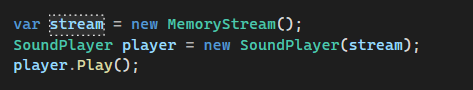 var stream = new MemoryStream();
SoundPlayer player = new SoundPlayer(stream);
player.Play();